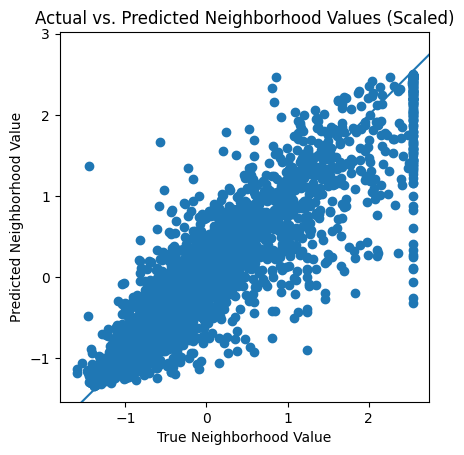 Actual vs. Predicted Neighborhood Values (Scaled)
3
2
1
0
−1
Predicted Neighborhood Value
−1 0 1 2
True Neighborhood Value